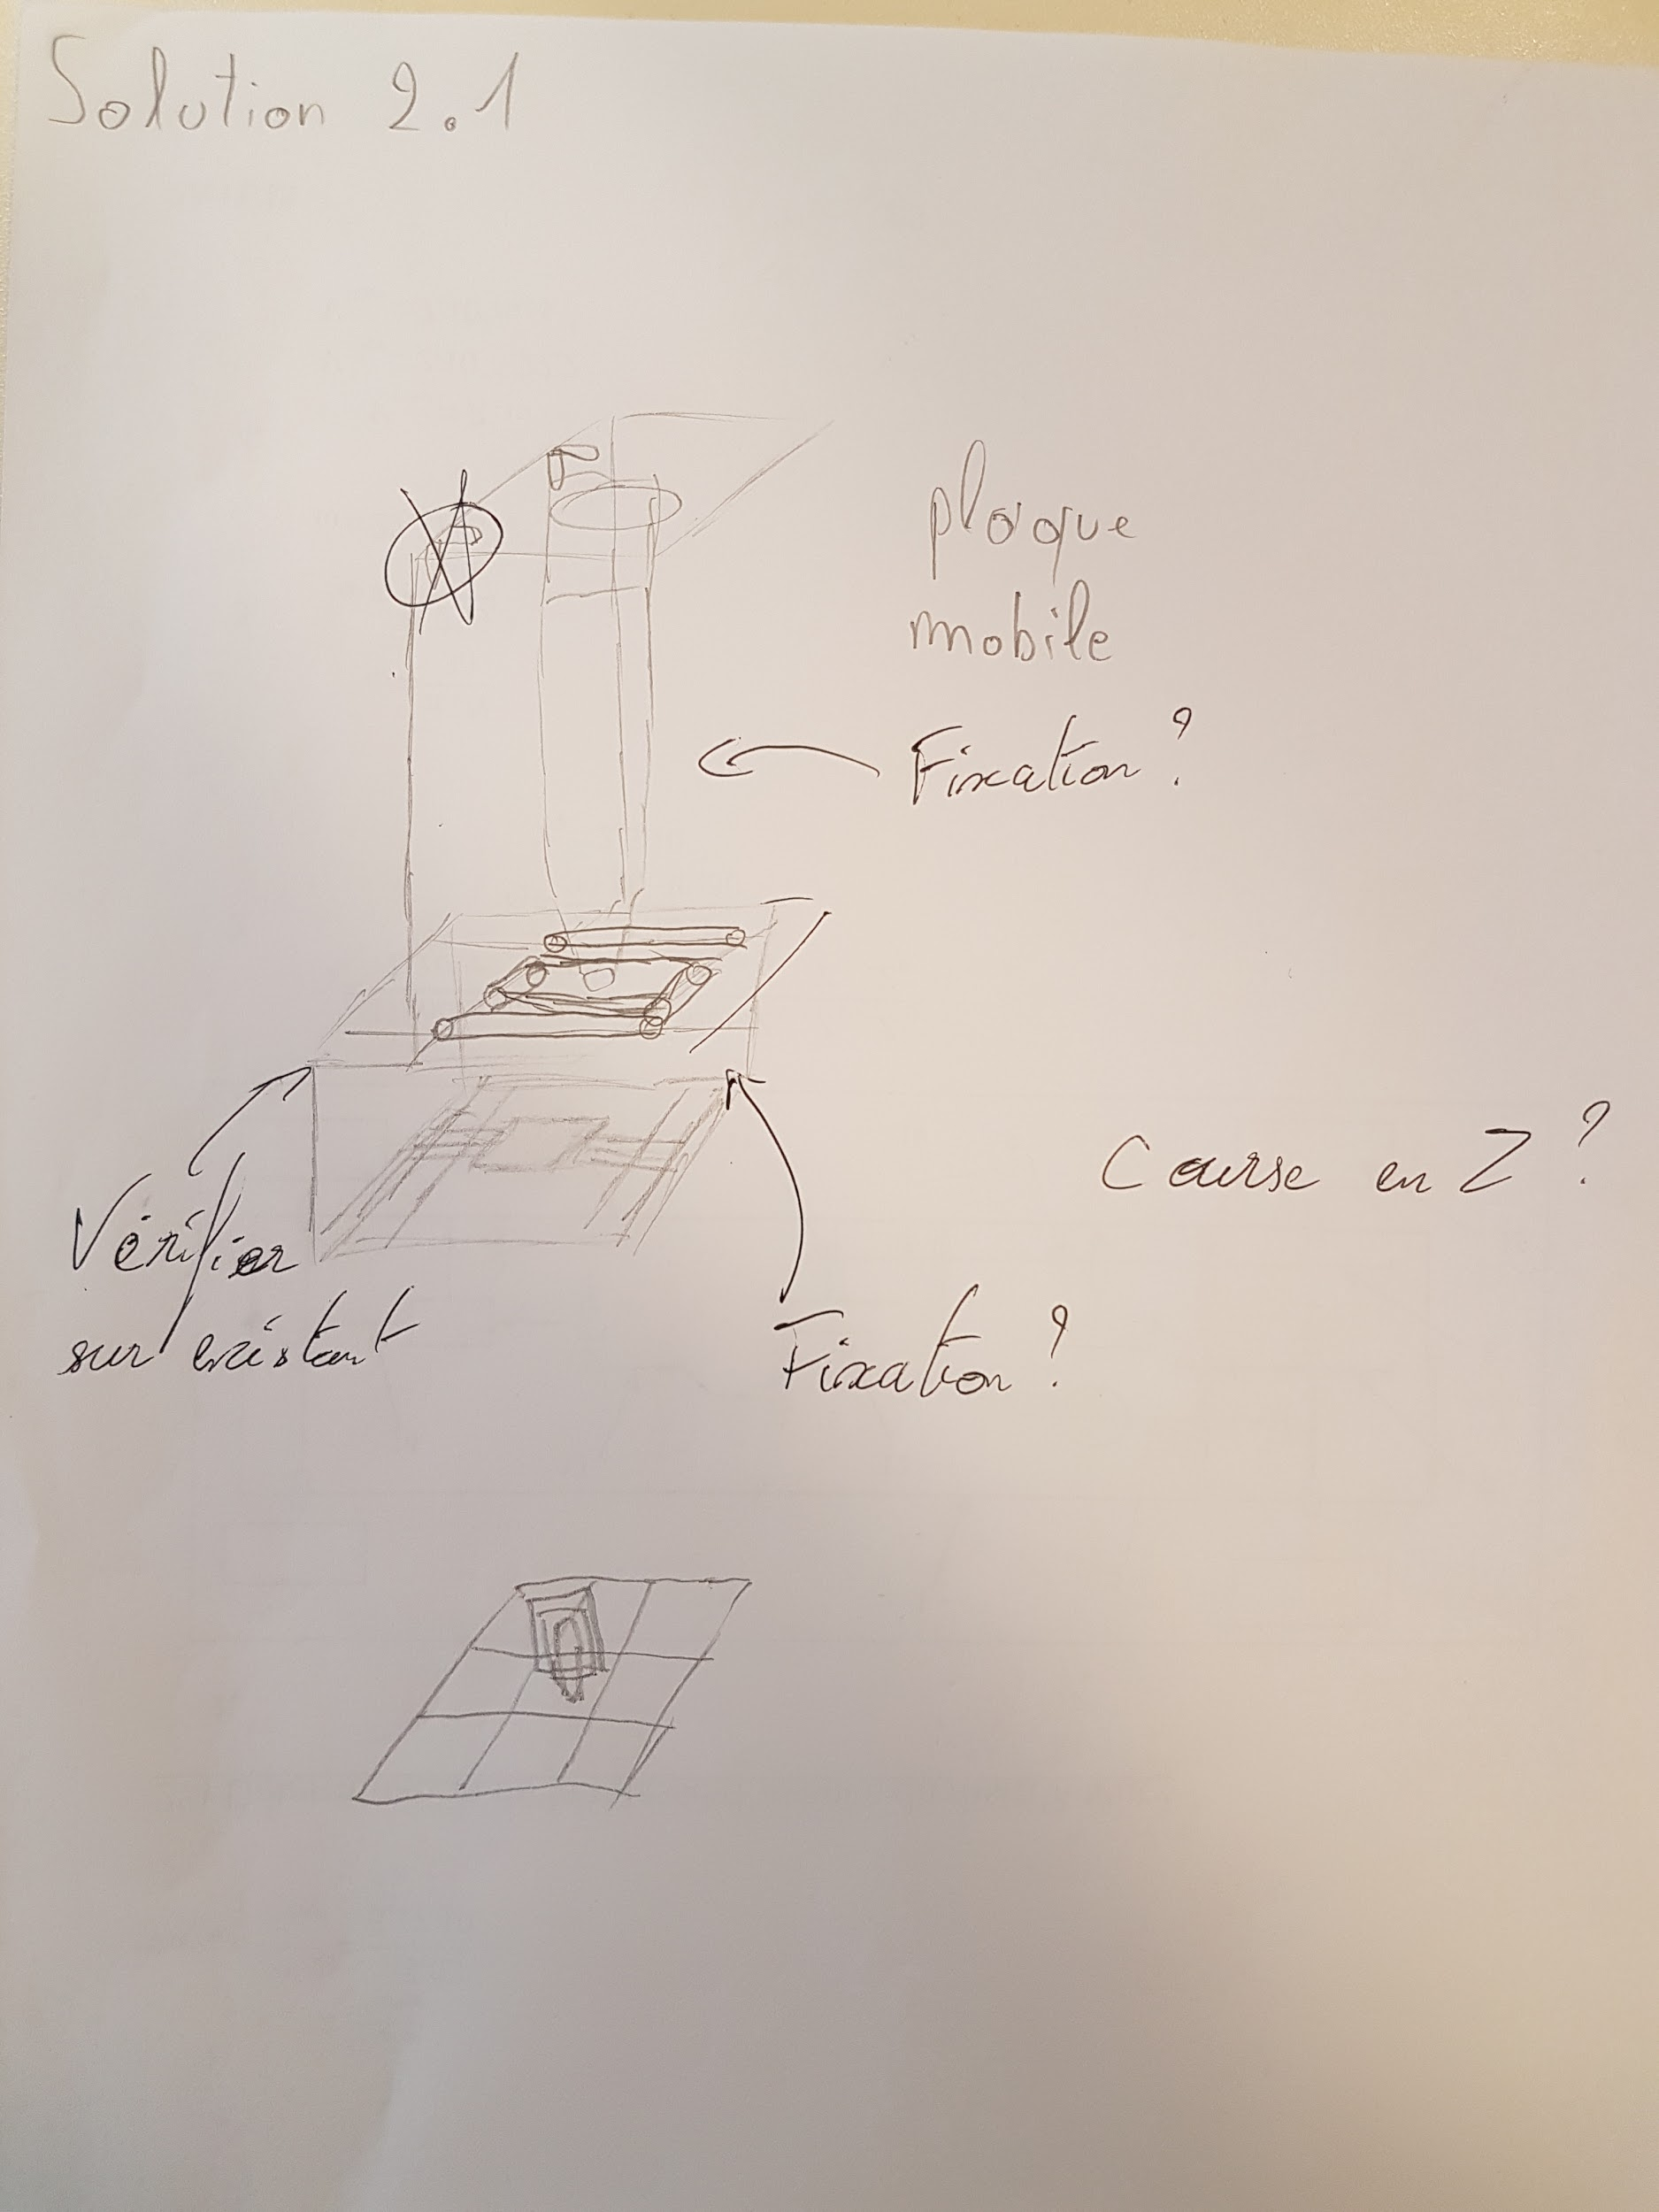 Solution 2.1
plaque
mobile
Fixation ?
Course en Z ?
Vérifier
sur existant
Fixation ?